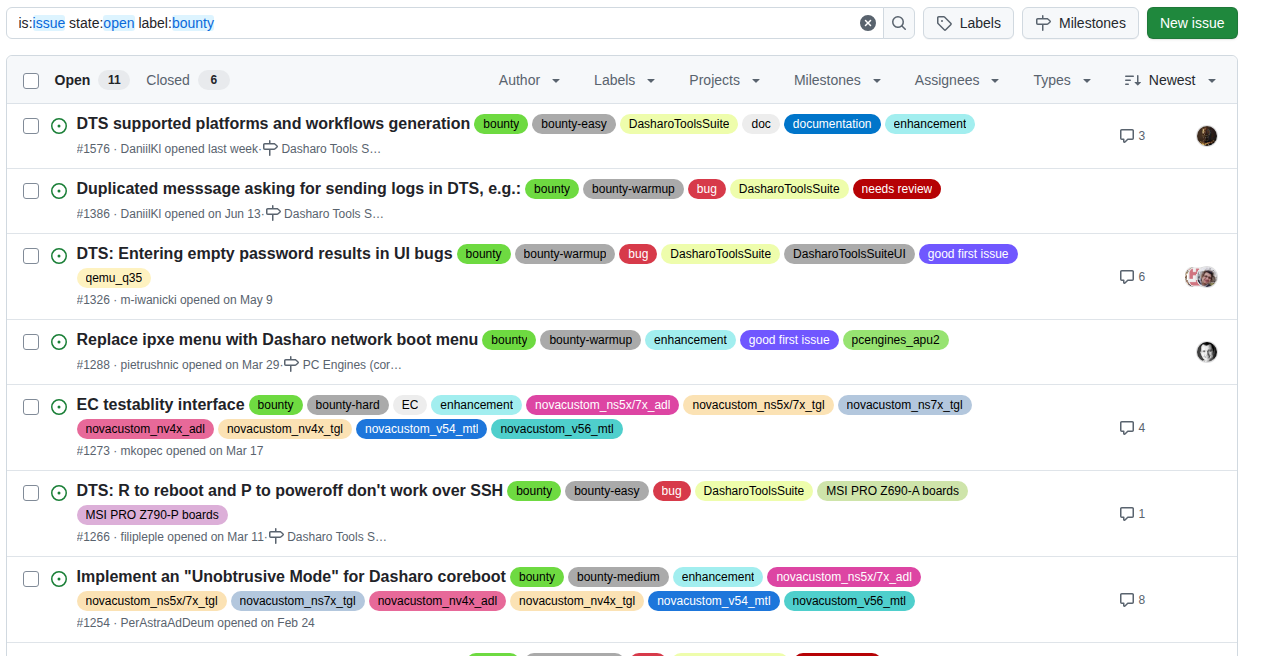 is:issue state:open label:bounty
Labels
Milestones
New issue
Open 11 Closed 6
Author Labels Projects Milestones Assignees Types Newest
DTS supported platforms and workflows generation bounty bounty-easy DasharoToolsSuite doc documentation enhancement
#1576 · DaniilKl opened last week · Dasharo Tools S…
3
Duplicated messsage asking for sending logs in DTS, e.g.: bounty bounty-warmup bug DasharoToolsSuite needs review
#1386 · DaniilKl opened on Jun 13 · Dasharo Tools S…
DTS: Entering empty password results in UI bugs bounty bounty-warmup bug DasharoToolsSuite DasharoToolsSuiteUI good first issue
qemu_q35
6
#1326 · m-iwanicki opened on May 9
Replace ipxe menu with Dasharo network boot menu bounty bounty-warmup enhancement good first issue pcengines_apu2
#1288 · pietrushnic opened on Mar 29 · PC Engines (cor…
EC testablity interface bounty bounty-hard EC enhancement novacustom_ns5x/7x_adl novacustom_ns5x/7x_tgl novacustom_ns7x_tgl
novacustom_nv4x_adl novacustom_nv4x_tgl novacustom_v54_mtl novacustom_v56_mtl
4
#1273 · mkopec opened on Mar 17
DTS: R to reboot and P to poweroff don't work over SSH bounty bounty-easy bug DasharoToolsSuite MSI PRO Z690-A boards
MSI PRO Z790-P boards
1
#1266 · filipleple opened on Mar 11 · Dasharo Tools S…
Implement an "Unobtrusive Mode" for Dasharo coreboot bounty bounty-medium enhancement novacustom_ns5x/7x_adl
novacustom_ns5x/7x_tgl novacustom_ns7x_tgl novacustom_nv4x_adl novacustom_nv4x_tgl novacustom_v54_mtl novacustom_v56_mtl
8
#1254 · PerAstraAdDeum opened on Feb 24